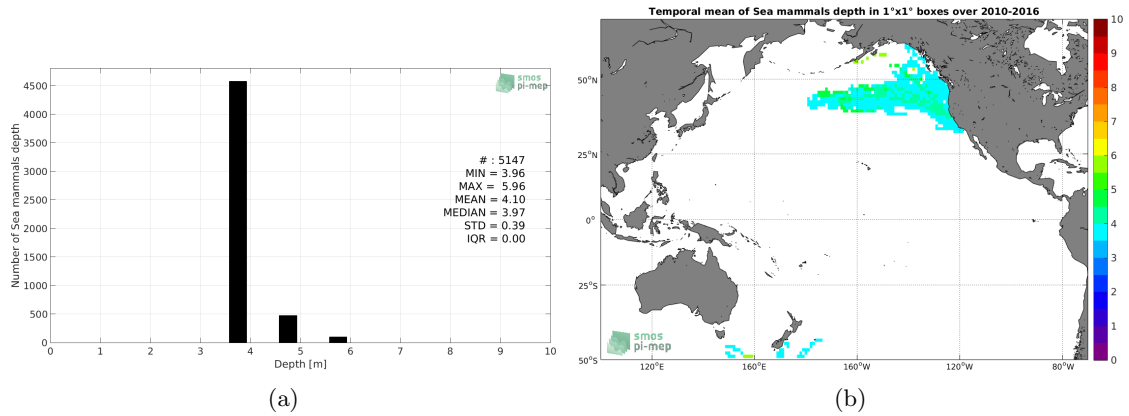 smos
pi-mep
4500
4000
3500
3000
2500
2000
1500
1000
500
0
Number of Sea mammals depth
# : 5147
MIN = 3.96
MAX = 5.96
MEAN = 4.10
MEDIAN = 3.97
STD = 0.39
IQR = 0.00
0 1 2 3 4 5 6 7 8 9 10
Depth [m]
(a)
Temporal mean of Sea mammals depth in 1°x1° boxes over 2010-2016
50°N
25°N
0°
25°S
50°S
120°E 160°E 160°W 120°W 80°W
smos
pi-mep
10
9
8
7
6
5
4
3
2
1
0
(b)